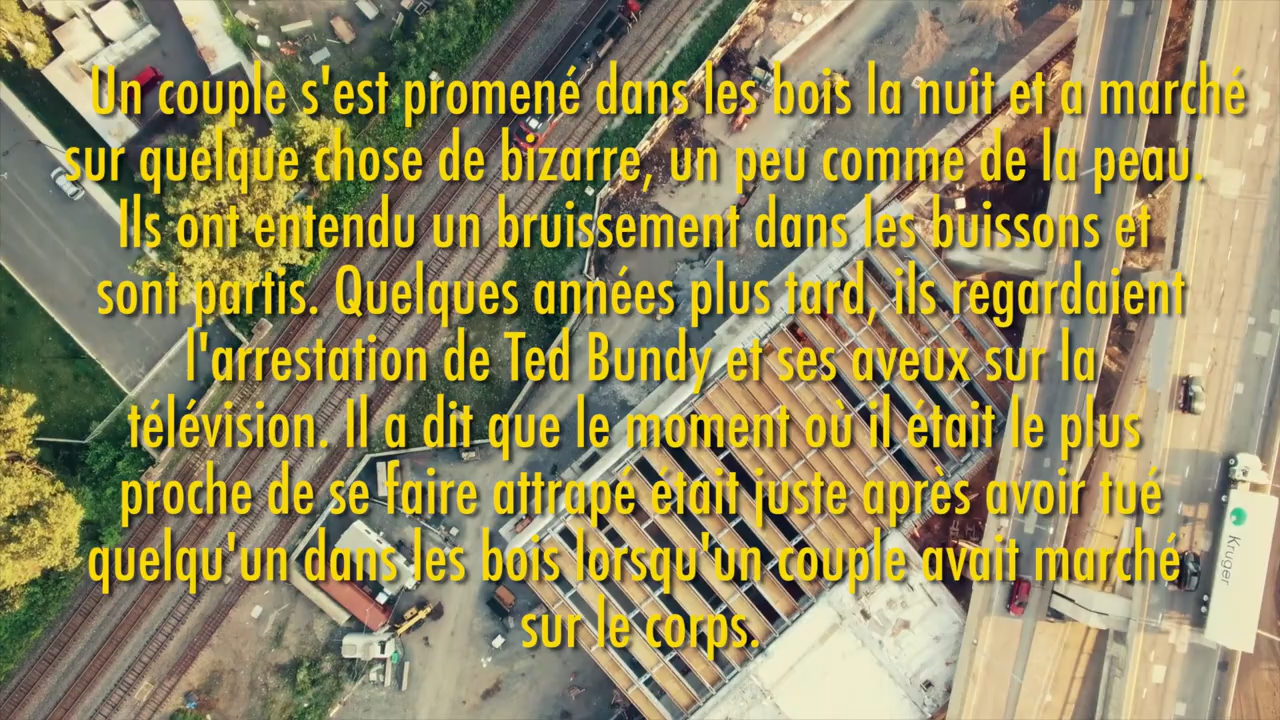 Un couple s'est promené dans les bois la nuit et a marché
sur quelque chose de bizarre, un peu comme de la peau.
Ils ont entendu un bruissement dans les buissons et
sont partis. Quelques années plus tard, ils regardaient
l'arrestation de Ted Bundy et ses aveux sur la
télévision. Il a dit que le moment où il était le plus
proche de se faire attrapé était juste après avoir tué
quelqu'un dans les bois lorsqu'un couple avait marché
sur le corps.
Kruger